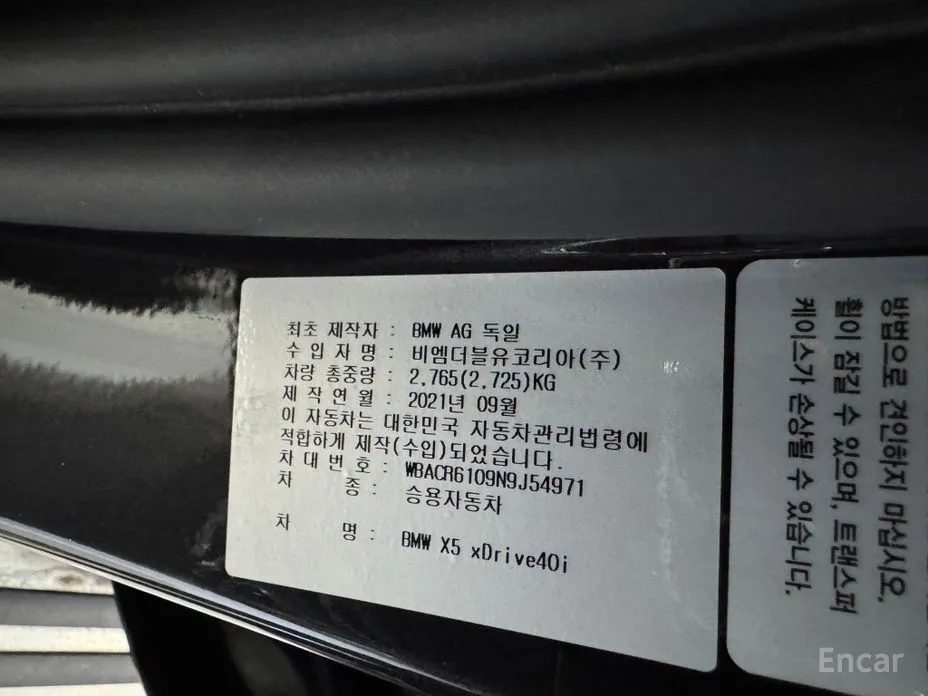 최초 제작자 : BMW AG 독일
수 입 자 명 : 비엠더블유코리아(주)
차량 총중량 : 2,765(2,725)KG
제 작 연 월 : 2021년 09월
이 자동차는 대한민국 자동차관리법령에
적합하게 제작(수입)되었습니다.
차 대 번 호 : WBACR6109N9J54971
차 종 : 승용자동차
차 명 : BMW X5 xDrive40i
방법으로 견인하지 마십시오.
휠이 잠길 수 있으며, 트랜스퍼
케이스가 손상될 수 있습니다.
Encar